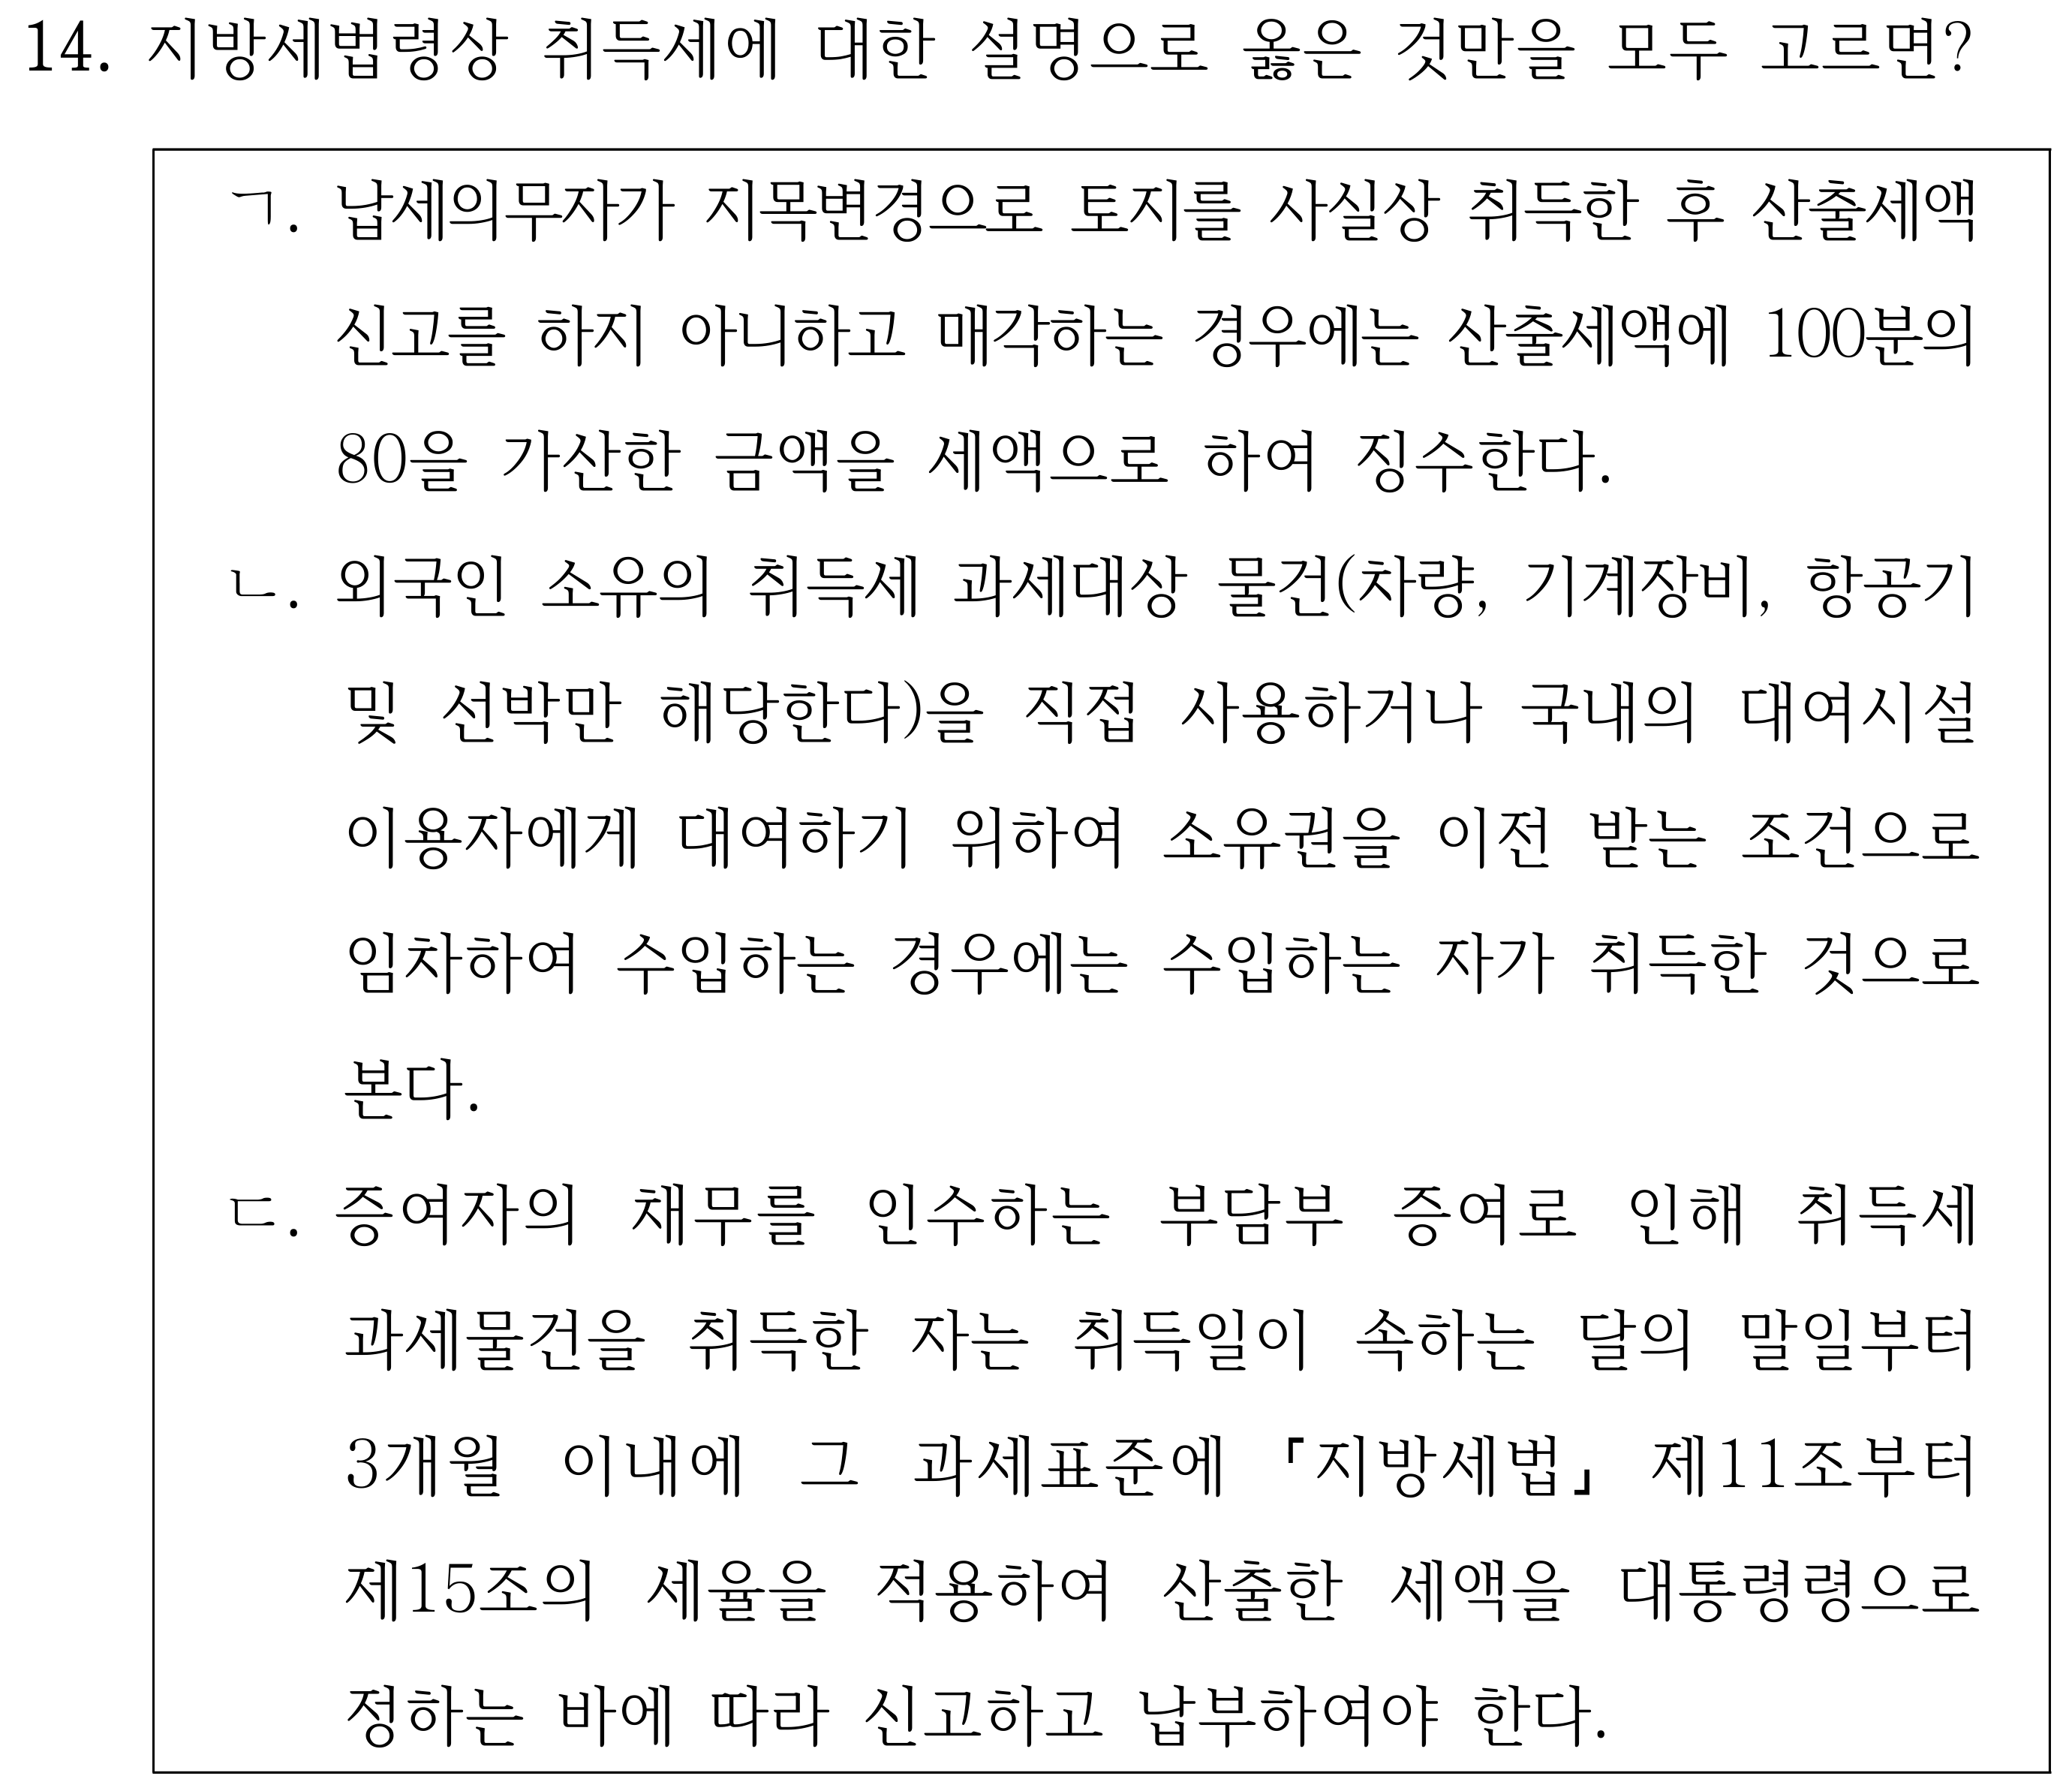 14. 지방세법령상 취득세에 대한 설명으로 옳은 것만을 모두 고르면?
ㄱ. 납세의무자가 지목변경으로 토지를 사실상 취득한 후 산출세액
신고를 하지 아니하고 매각하는 경우에는 산출세액에 100분의
80을 가산한 금액을 세액으로 하여 징수한다.
ㄴ. 외국인 소유의 취득세 과세대상 물건(차량, 기계장비, 항공기
및 선박만 해당한다)을 직접 사용하거나 국내의 대여시설
이용자에게 대여하기 위하여 소유권을 이전 받는 조건으로
임차하여 수입하는 경우에는 수입하는 자가 취득한 것으로
본다.
ㄷ. 증여자의 채무를 인수하는 부담부 증여로 인해 취득세
과세물건을 취득한 자는 취득일이 속하는 달의 말일부터
3개월 이내에 그 과세표준에 「지방세법」 제11조부터
제15조의 세율을 적용하여 산출한 세액을 대통령령으로
정하는 바에 따라 신고하고 납부하여야 한다.